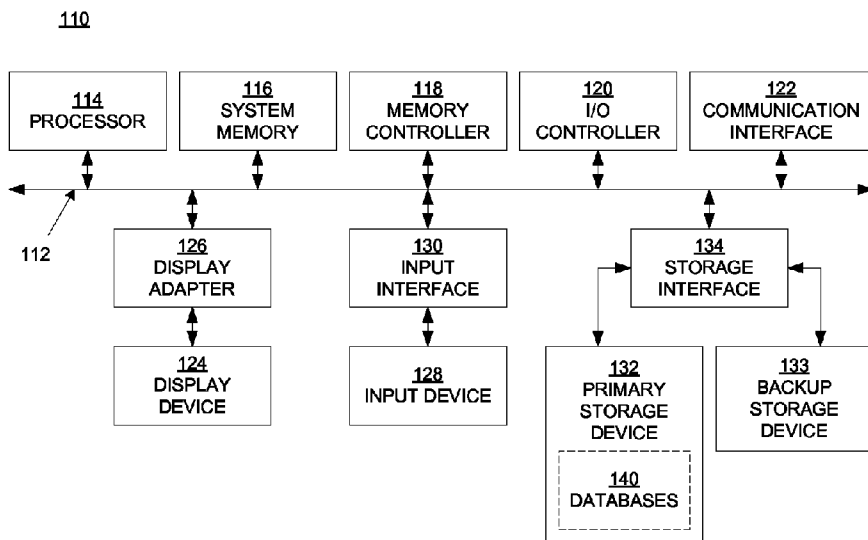 110
114
PROCESSOR
116
SYSTEM
MEMORY
118
MEMORY
CONTROLLER
120
I/O
CONTROLLER
122
COMMUNICATION
INTERFACE
112
126
DISPLAY
ADAPTER
130
INPUT
INTERFACE
134
STORAGE
INTERFACE
124
DISPLAY
DEVICE
128
INPUT DEVICE
132
PRIMARY
STORAGE
DEVICE
140
DATABASES
133
BACKUP
STORAGE
DEVICE